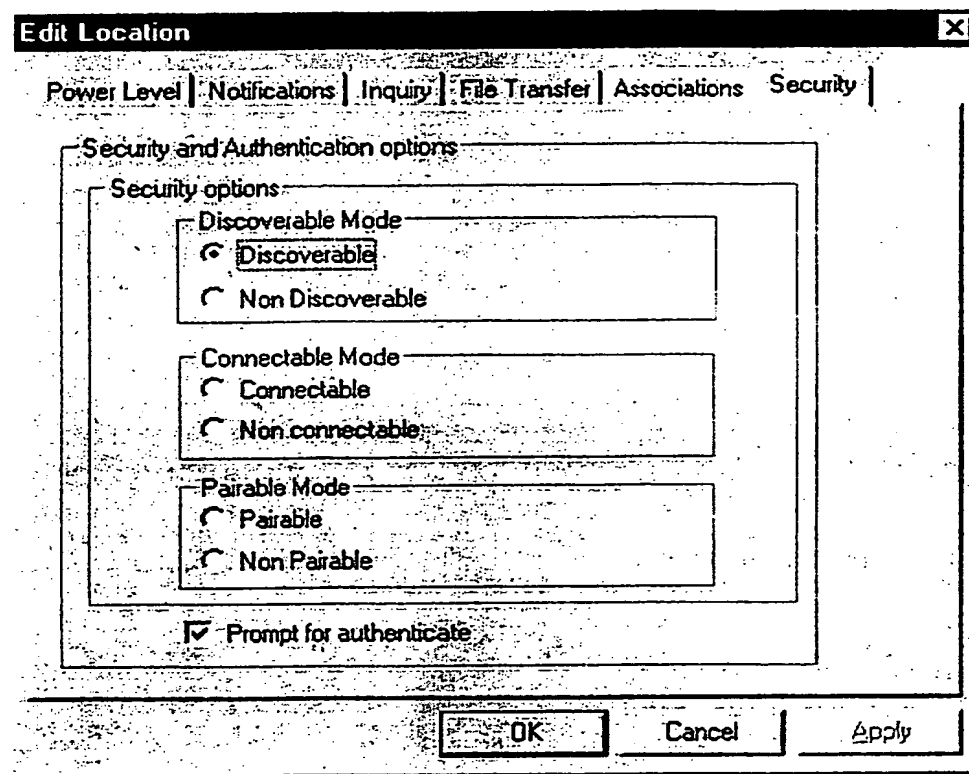 Edit Location
Power Level Notifications Inquiry File Transfer Associations Security
Security and Authentication options
Security options
Discoverable Mode
Discoverable
Non Discoverable
Connectable Mode
Connectable
Non connectable
Pairable Mode
Pairable
Non Pairable
Prompt for authenticate
OK Cancel Apply